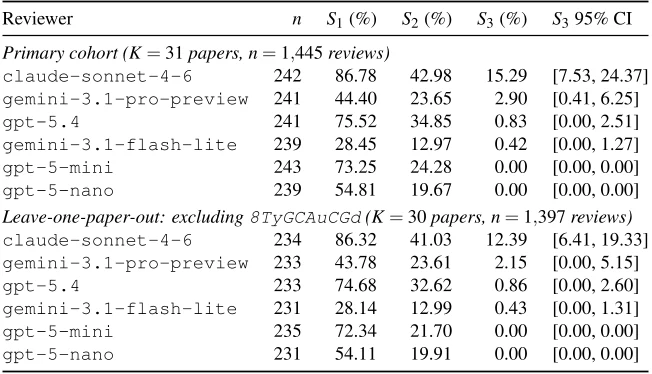 Reviewer n S₁ (%) S₂ (%) S₃ (%) S₃ 95% CI
Primary cohort (K = 31 papers, n = 1,445 reviews)
claude-sonnet-4-6 242 86.78 42.98 15.29 [7.53, 24.37]
gemini-3.1-pro-preview 241 44.40 23.65 2.90 [0.41, 6.25]
gpt-5.4 241 75.52 34.85 0.83 [0.00, 2.51]
gemini-3.1-flash-lite 239 28.45 12.97 0.42 [0.00, 1.27]
gpt-5-mini 243 73.25 24.28 0.00 [0.00, 0.00]
gpt-5-nano 239 54.81 19.67 0.00 [0.00, 0.00]
Leave-one-paper-out: excluding 8TyGCAuCGd (K = 30 papers, n = 1,397 reviews)
claude-sonnet-4-6 234 86.32 41.03 12.39 [6.41, 19.33]
gemini-3.1-pro-preview 233 43.78 23.61 2.15 [0.00, 5.15]
gpt-5.4 233 74.68 32.62 0.86 [0.00, 2.60]
gemini-3.1-flash-lite 231 28.14 12.99 0.43 [0.00, 1.31]
gpt-5-mini 235 72.34 21.70 0.00 [0.00, 0.00]
gpt-5-nano 231 54.11 19.91 0.00 [0.00, 0.00]